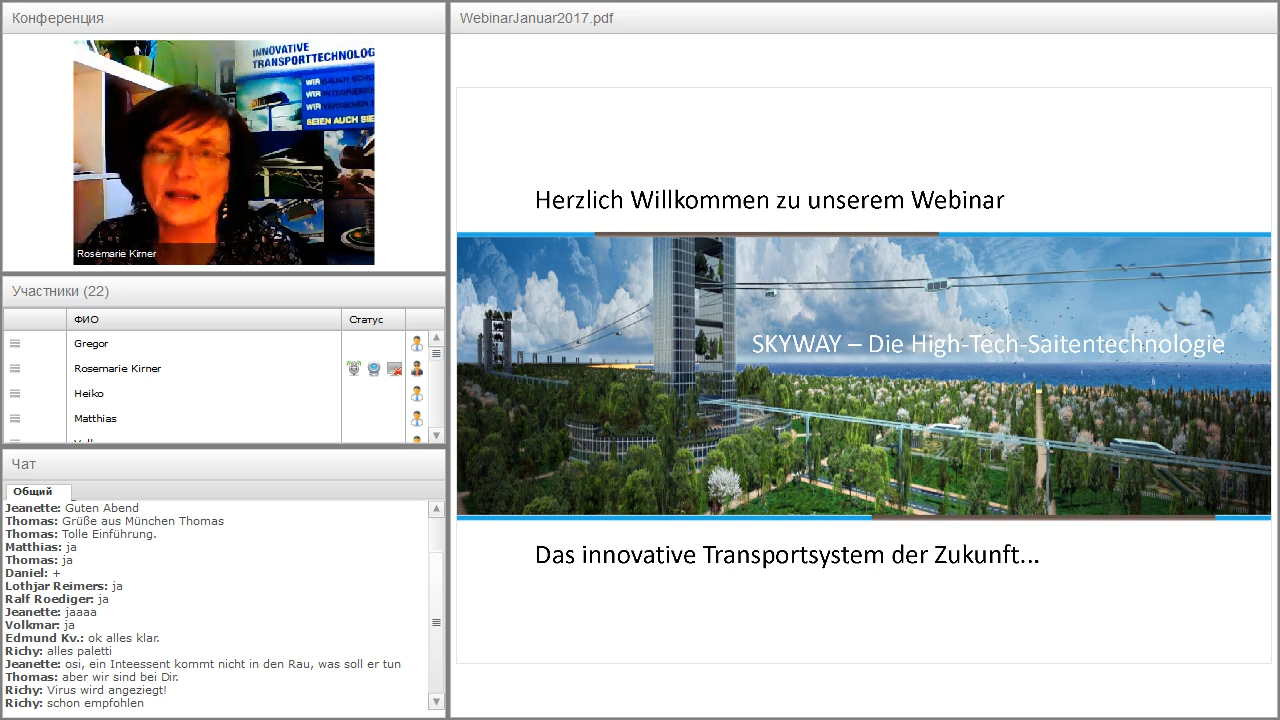 Конференция
INNOVATIVE
TRANSPORTTECHNOLOG
WIR BAUEN SCHO
WIR
WIR
SEIEN AUCH SIE
Rosemarie Kirner
Участники (22)
ФИО Статус
Gregor
Rosemarie Kirner
Heiko
Matthias
Чат
Общий
Jeanette: Guten Abend
Thomas: Grüße aus München Thomas
Thomas: Tolle Einführung.
Matthias: ja
Thomas: ja
Daniel: +
Lothjar Reimers: ja
Ralf Roediger: ja
Jeanette: jaaaa
Volkmar: ja
Edmund Kv.: ok alles klar.
Richy: alles paletti
Jeanette: osi, ein Inteessent kommt nicht in den Rau, was soll er tun
Thomas: aber wir sind bei Dir.
Richy: Virus wird angeziegt!
Richy: schon empfohlen
WebinarJanuar2017.pdf
Herzlich Willkommen zu unserem Webinar
SKYWAY – Die High-Tech-Saitentechnologie
Das innovative Transportsystem der Zukunft...